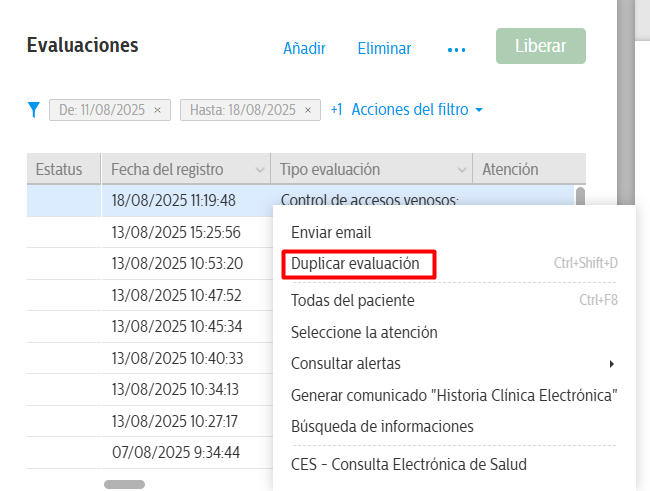 Evaluaciones
Añadir Eliminar ... Liberar
De: 11/08/2025 × Hasta: 18/08/2025 × +1 Acciones del filtro
Estatus Fecha del registro Tipo evaluación Atención
18/08/2025 11:19:48 Control de accesos venosos:
13/08/2025 15:25:56
13/08/2025 10:53:20
13/08/2025 10:47:52
13/08/2025 10:45:34
13/08/2025 10:40:33
13/08/2025 10:34:13
13/08/2025 10:27:17
07/08/2025 9:34:44
Enviar email
Duplicar evaluación Ctrl+Shift+D
Todas del paciente Ctrl+F8
Seleccione la atención
Consultar alertas
Generar comunicado "Historia Clínica Electrónica"
Búsqueda de informaciones
CES - Consulta Electrónica de Salud